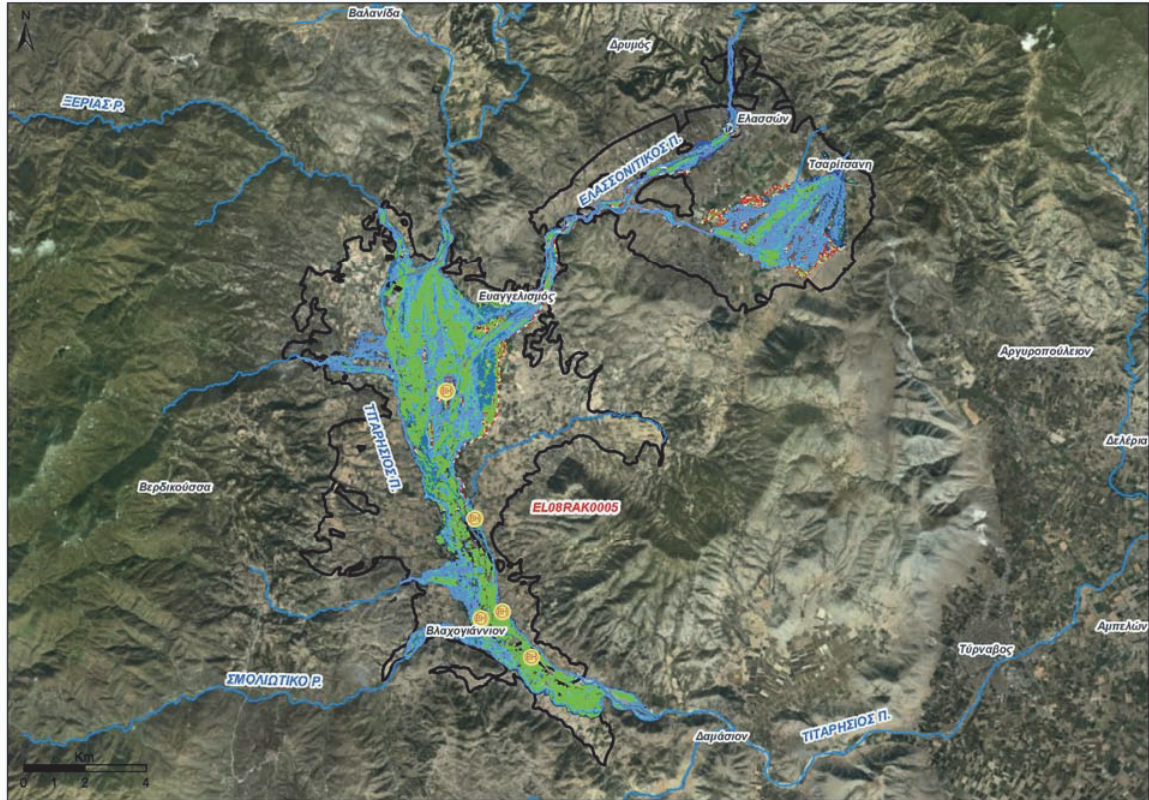 N
Βαλανίδα
Δρυμός
ΞΕΡΙΑΣ Ρ.
Ελασσών
ΕΛΑΣΣΟΝΙΤΙΚΟΣ Π.
Τσαρίτσανη
Ευαγγελισμός
Αργυροπούλειον
ΤΙΤΑΡΗΣΙΟΣ Π.
Δελέρια
Βερδικούσσα
EL08RAK0005
Βλαχογιάννιον
Αμπελών
Τύρναβος
ΣΜΟΛΙΩΤΙΚΟ Ρ.
ΤΙΤΑΡΗΣΙΟΣ Π.
Δαμάσιον
Km
0 1 2 4